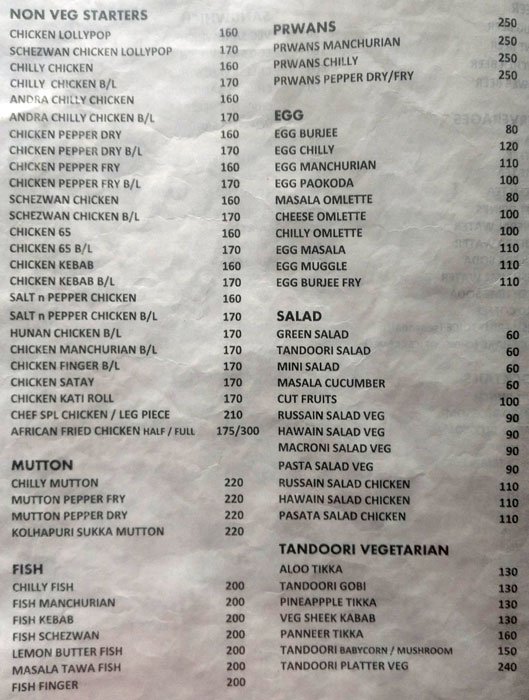 NON VEG STARTERS
CHICKEN LOLLYPOP 160
SCHEZWAN CHICKEN LOLLYPOP 170
CHILLY CHICKEN 160
CHILLY CHICKEN B/L 170
ANDRA CHILLY CHICKEN 160
ANDRA CHILLY CHICKEN B/L 170
CHICKEN PEPPER DRY 160
CHICKEN PEPPER DRY B/L 170
CHICKEN PEPPER FRY 160
CHICKEN PEPPER FRY B/L 170
SCHEZWAN CHICKEN 160
SCHEZWAN CHICKEN B/L 170
CHICKEN 65 160
CHICKEN 65 B/L 170
CHICKEN KEBAB 160
CHICKEN KEBAB B/L 170
SALT n PEPPER CHICKEN 160
SALT n PEPPER CHICKEN B/L 170
HUNAN CHICKEN B/L 170
CHICKEN MANCHURIAN B/L 170
CHICKEN FINGER B/L 170
CHICKEN SATAY 170
CHICKEN KATI ROLL 170
CHEF SPL CHICKEN / LEG PIECE 210
AFRICAN FRIED CHICKEN HALF / FULL 175/300
MUTTON
CHILLY MUTTON 220
MUTTON PEPPER FRY 220
MUTTON PEPPER DRY 220
KOLHAPURI SUKKA MUTTON 220
FISH
CHILLY FISH 200
FISH MANCHURIAN 200
FISH KEBAB 200
FISH SCHEZWAN 200
LEMON BUTTER FISH 200
MASALA TAWA FISH 200
FISH FINGER 200
PRWANS 250
PRWANS MANCHURIAN 250
PRWANS CHILLY 250
PRWANS PEPPER DRY/FRY 250
EGG
EGG BURJEE 80
EGG CHILLY 120
EGG MANCHURIAN 110
EGG PAOKODA 100
MASALA OMLETTE 80
CHEESE OMLETTE 100
CHILLY OMLETTE 100
EGG MASALA 110
EGG MUGGLE 110
EGG BURJEE FRY 110
SALAD
GREEN SALAD 60
TANDOORI SALAD 60
MINI SALAD 60
MASALA CUCUMBER 60
CUT FRUITS 100
RUSSAIN SALAD VEG 90
HAWAIN SALAD VEG 90
MACRONI SALAD VEG 90
PASTA SALAD VEG 90
RUSSAIN SALAD CHICKEN 110
HAWAIN SALAD CHICKEN 110
PASATA SALAD CHICKEN 110
TANDOORI VEGETARIAN
ALOO TIKKA 130
TANDOORI GOBI 130
PINEAPPPLE TIKKA 130
VEG SHEEK KABAB 130
PANNEER TIKKA 160
TANDOORI BABYCORN / MUSHROOM 150
TANDOORI PLATTER VEG 240